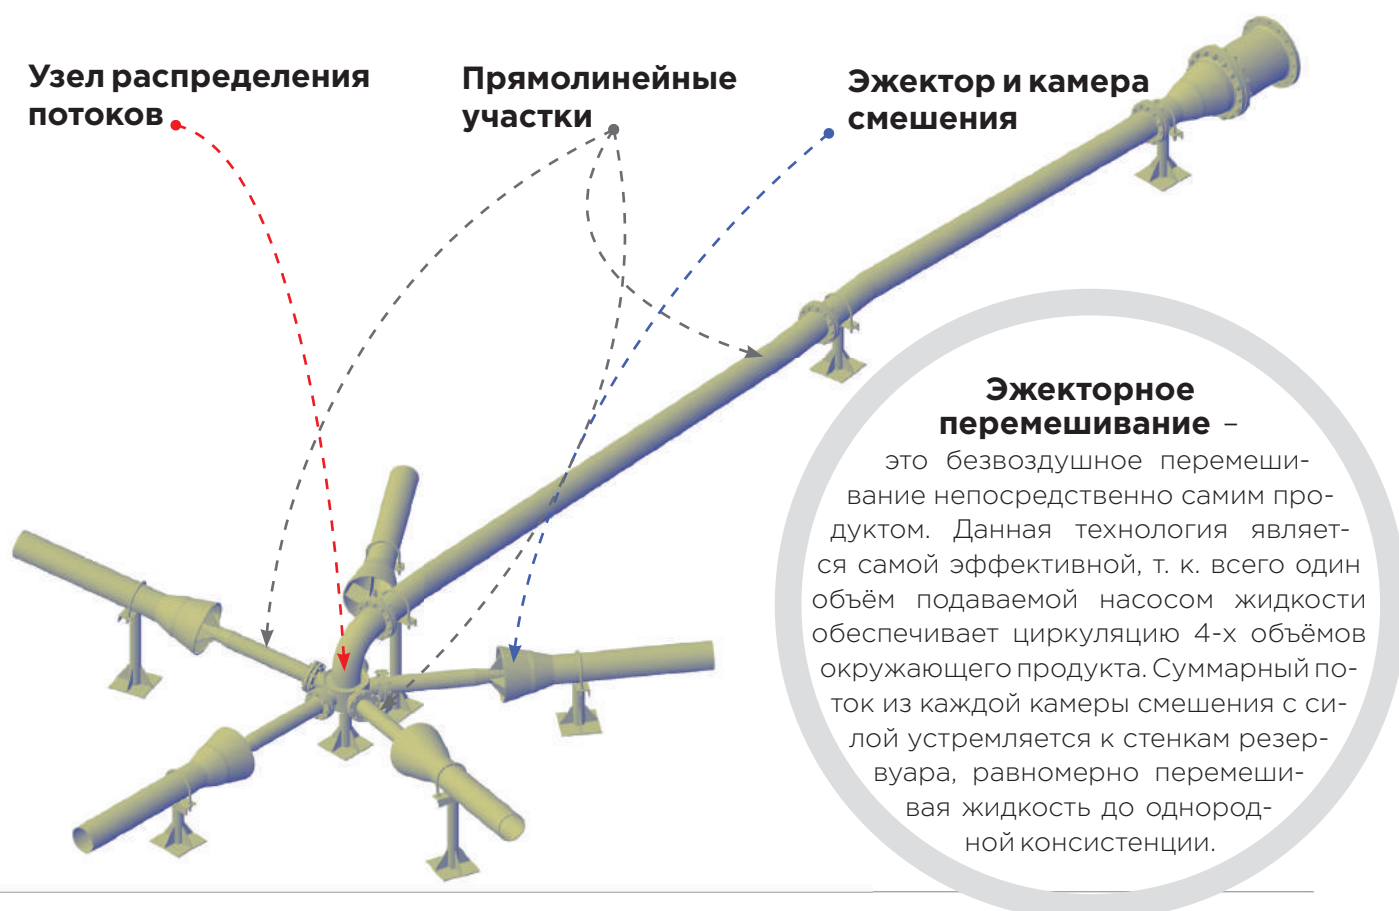 Узел распределения
потоков
Прямолинейные
участки
Эжектор и камера
смешения
Эжекторное
перемешивание –
это безвоздушное перемеши-
вание непосредственно самим про-
дуктом. Данная технология являет-
ся самой эффективной, т. к. всего один
объём подаваемой насосом жидкости
обеспечивает циркуляцию 4-х объёмов
окружающего продукта. Суммарный по-
ток из каждой камеры смешения с си-
лой устремляется к стенкам резер-
вуара, равномерно перемеши-
вая жидкость до однород-
ной консистенции.